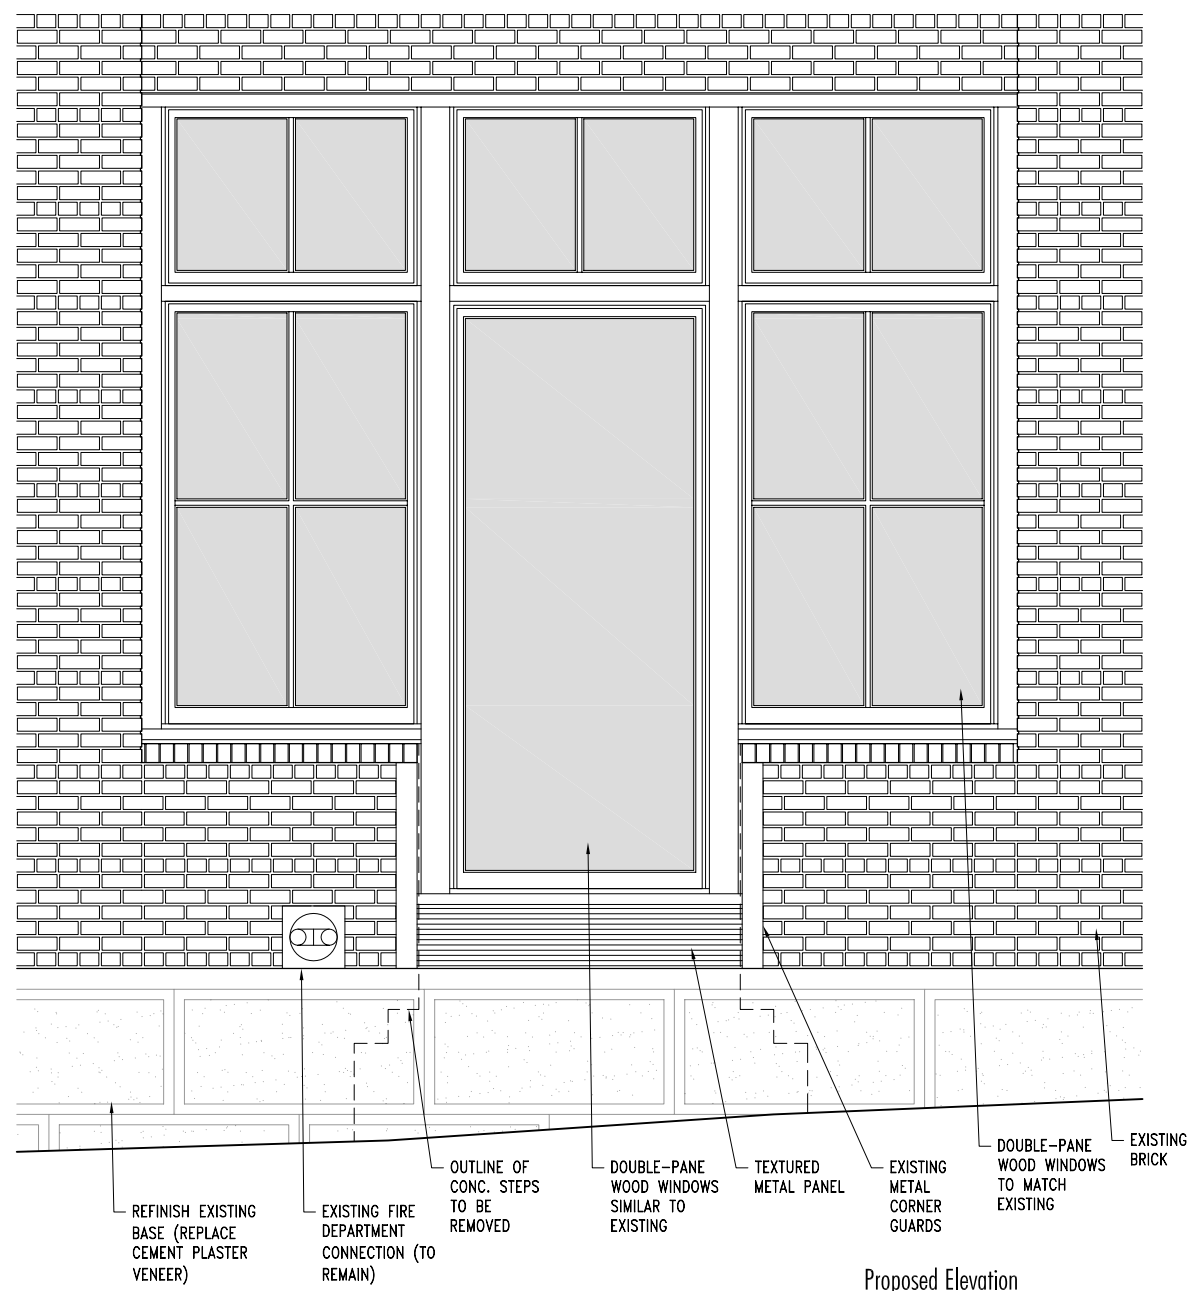 REFINISH EXISTING
BASE (REPLACE
CEMENT PLASTER
VENEER)
EXISTING FIRE
DEPARTMENT
CONNECTION (TO
REMAIN)
OUTLINE OF
CONC. STEPS
TO BE
REMOVED
DOUBLE-PANE
WOOD WINDOWS
SIMILAR TO
EXISTING
TEXTURED
METAL PANEL
EXISTING
METAL
CORNER
GUARDS
DOUBLE-PANE
WOOD WINDOWS
TO MATCH
EXISTING
EXISTING
BRICK
Proposed Elevation